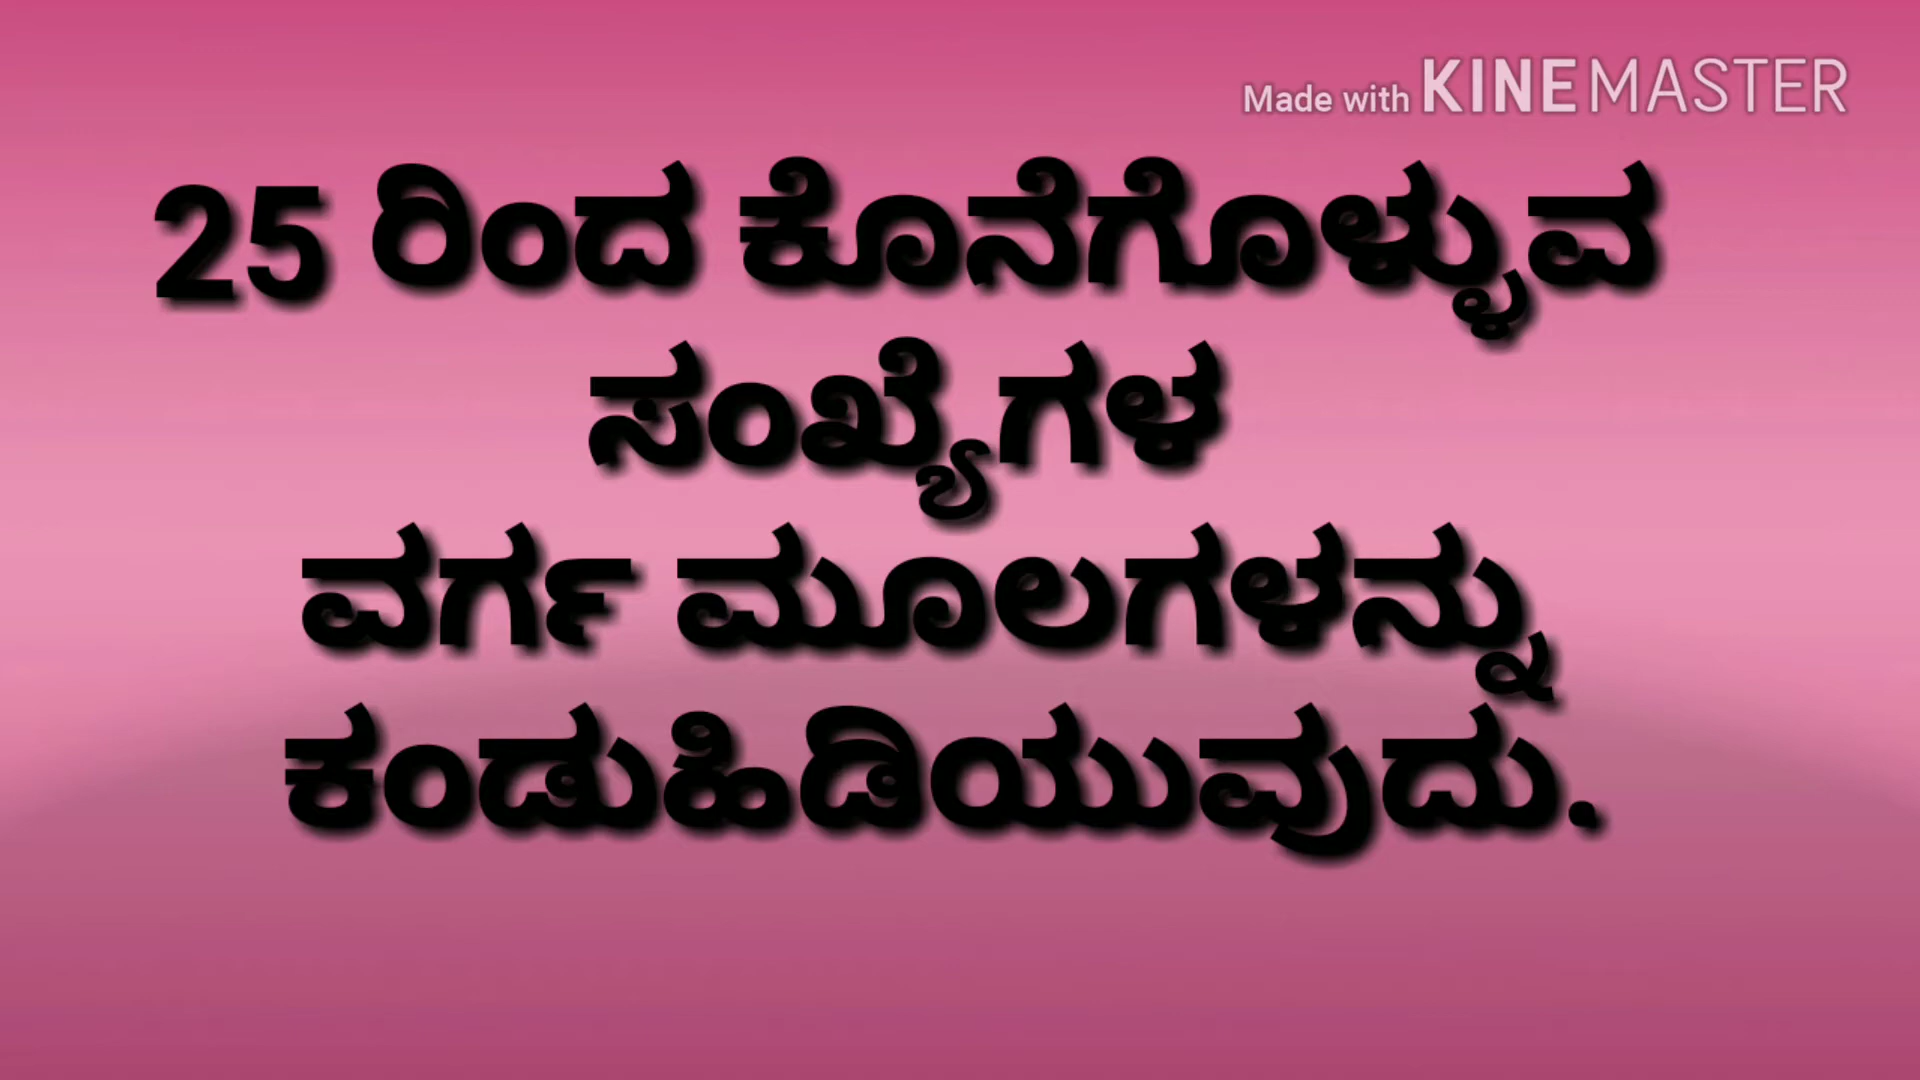 Made with KINEMASTER
25 ರಿಂದ ಕೊನೆಗೊಳ್ಳುವ
ಸಂಖ್ಯೆಗಳ
ವರ್ಗ ಮೂಲಗಳನ್ನು
ಕಂಡುಹಿಡಿಯುವುದು.